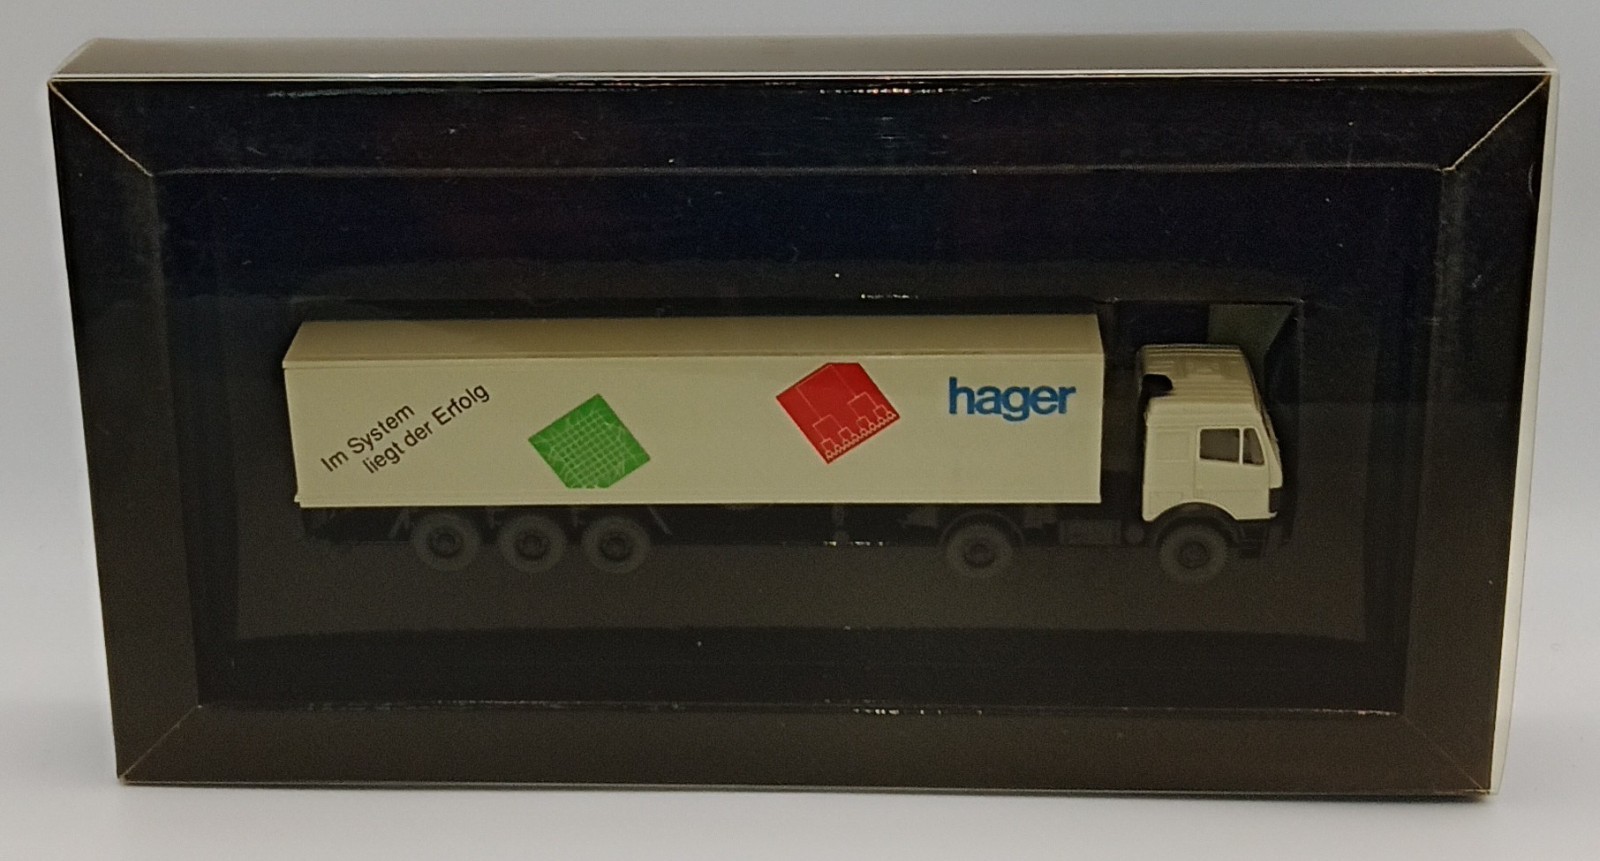 Im System
liegt der Erfolg
hager